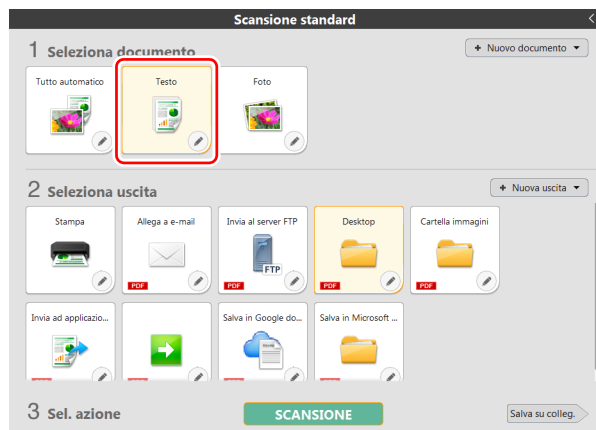 Scansione standard
1 Seleziona documento
+ Nuovo documento
Tutto automatico
Testo
Foto
2 Seleziona uscita
+ Nuova uscita
Stampa
Allega a e-mail
PDF
Invia al server FTP
FTP
PDF
Desktop
PDF
Cartella immagini
PDF
Invia ad applicazio...
Salva in Google do...
Salva in Microsoft ...
3 Sel. azione
SCANSIONE
Salva su colleg.